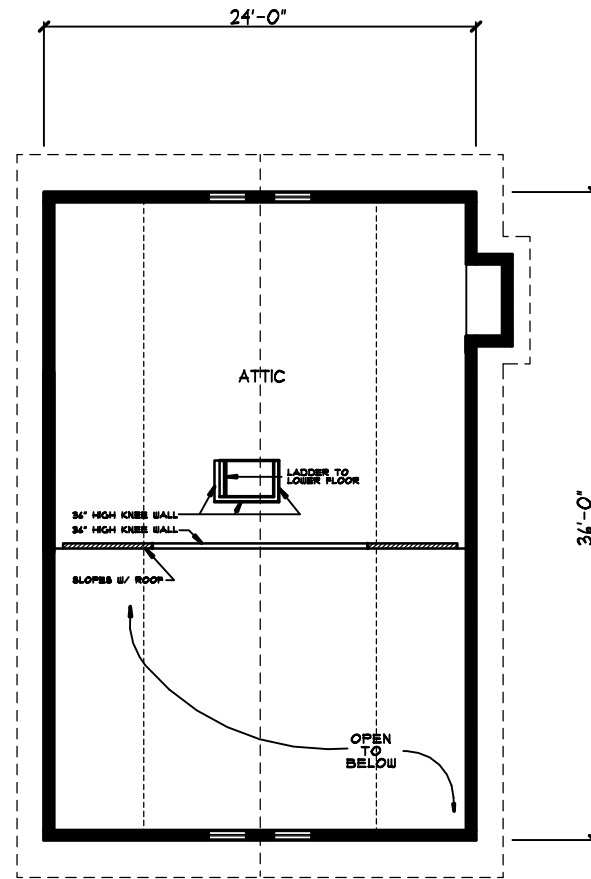 24'-0"
ATTIC
LADDER TO
LOWER FLOOR
36" HIGH KNEE WALL
36" HIGH KNEE WALL
SLOPES W/ ROOF
36'-0"
OPEN
TO
BELOW